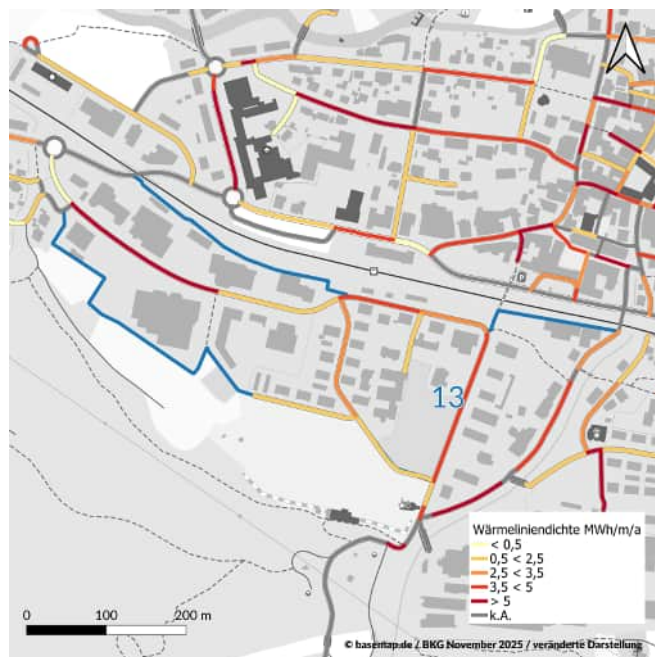 P
13
Wärmeliniendichte MWh/m/a
< 0,5
0,5 < 2,5
2,5 < 3,5
3,5 < 5
> 5
k.A.
0 100 200 m
© basemap.de / BKG November 2025 / veränderte Darstellung